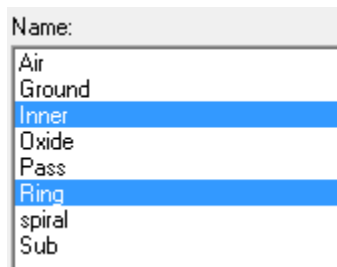 Name:
Air
Ground
Inner
Oxide
Pass
Ring
spiral
Sub